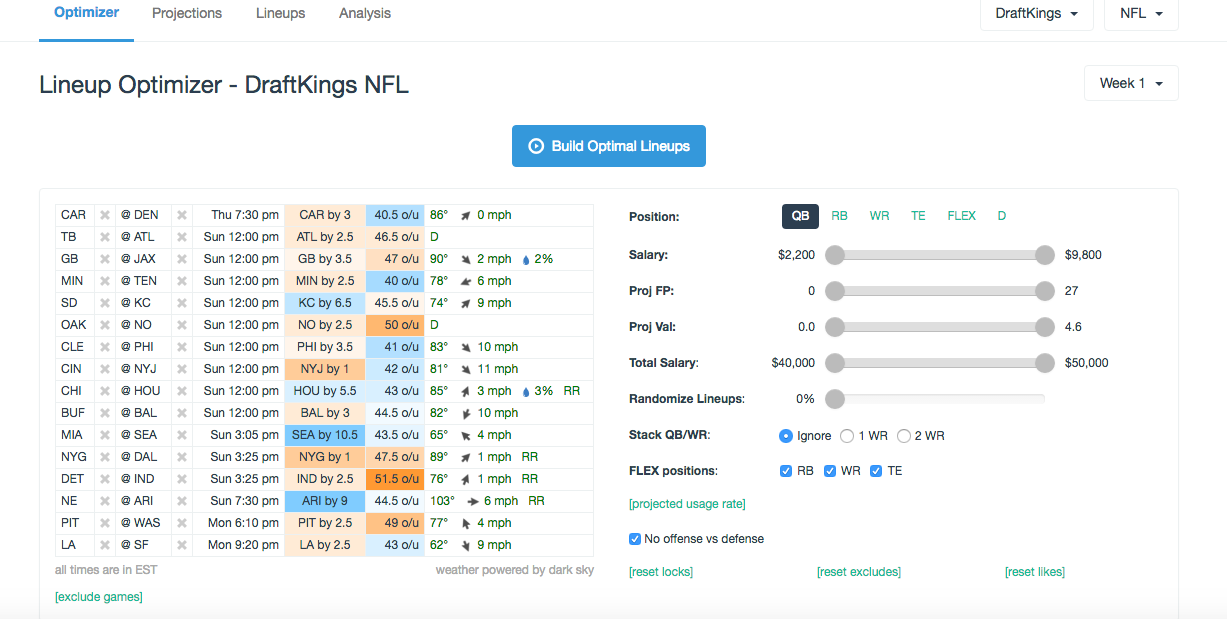 Optimizer Projections Lineups Analysis DraftKings NFL
Lineup Optimizer - DraftKings NFL Week 1
Build Optimal Lineups
CAR @ DEN Thu 7:30 pm CAR by 3 40.5 o/u 86° 0 mph
TB @ ATL Sun 12:00 pm ATL by 2.5 46.5 o/u D
GB @ JAX Sun 12:00 pm GB by 3.5 47 o/u 90° 2 mph 2%
MIN @ TEN Sun 12:00 pm MIN by 2.5 40 o/u 78° 6 mph
SD @ KC Sun 12:00 pm KC by 6.5 45.5 o/u 74° 9 mph
OAK @ NO Sun 12:00 pm NO by 2.5 50 o/u D
CLE @ PHI Sun 12:00 pm PHI by 3.5 41 o/u 83° 10 mph
CIN @ NYJ Sun 12:00 pm NYJ by 1 42 o/u 81° 11 mph
CHI @ HOU Sun 12:00 pm HOU by 5.5 43 o/u 85° 3 mph 3% RR
BUF @ BAL Sun 12:00 pm BAL by 3 44.5 o/u 82° 10 mph
MIA @ SEA Sun 3:05 pm SEA by 10.5 43.5 o/u 65° 4 mph
NYG @ DAL Sun 3:25 pm NYG by 1 47.5 o/u 89° 1 mph RR
DET @ IND Sun 3:25 pm IND by 2.5 51.5 o/u 76° 1 mph RR
NE @ ARI Sun 7:30 pm ARI by 9 44.5 o/u 103° 6 mph RR
PIT @ WAS Mon 6:10 pm PIT by 2.5 49 o/u 77° 4 mph
LA @ SF Mon 9:20 pm LA by 2.5 43 o/u 62° 9 mph
all times are in EST weather powered by dark sky
[exclude games]
Position: QB RB WR TE FLEX D
Salary: $2,200 $9,800
Proj FP: 0 27
Proj Val: 0.0 4.6
Total Salary: $40,000 $50,000
Randomize Lineups: 0%
Stack QB/WR: Ignore 1 WR 2 WR
FLEX positions: RB WR TE
[projected usage rate]
No offense vs defense
[reset locks] [reset excludes] [reset likes]